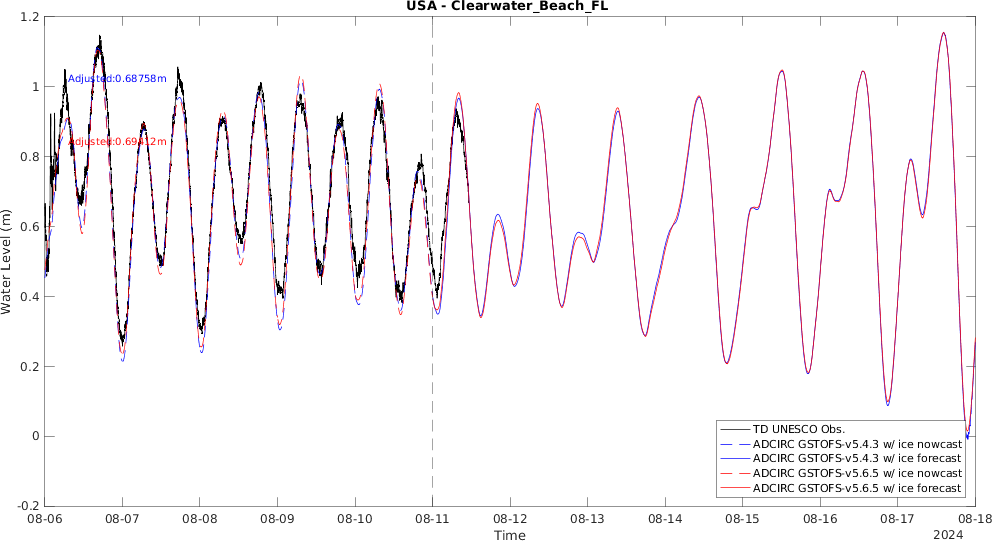 USA - Clearwater_Beach_FL
1.2
1
0.8
0.6
0.4
0.2
0
-0.2
Water Level (m)
Adjusted:0.68758m
Adjusted:0.69412m
TD UNESCO Obs.
ADCIRC GSTOFS-v5.4.3 w/ ice nowcast
ADCIRC GSTOFS-v5.4.3 w/ ice forecast
ADCIRC GSTOFS-v5.6.5 w/ ice nowcast
ADCIRC GSTOFS-v5.6.5 w/ ice forecast
08-06 08-07 08-08 08-09 08-10 08-11 08-12 08-13 08-14 08-15 08-16 08-17 08-18
Time
2024